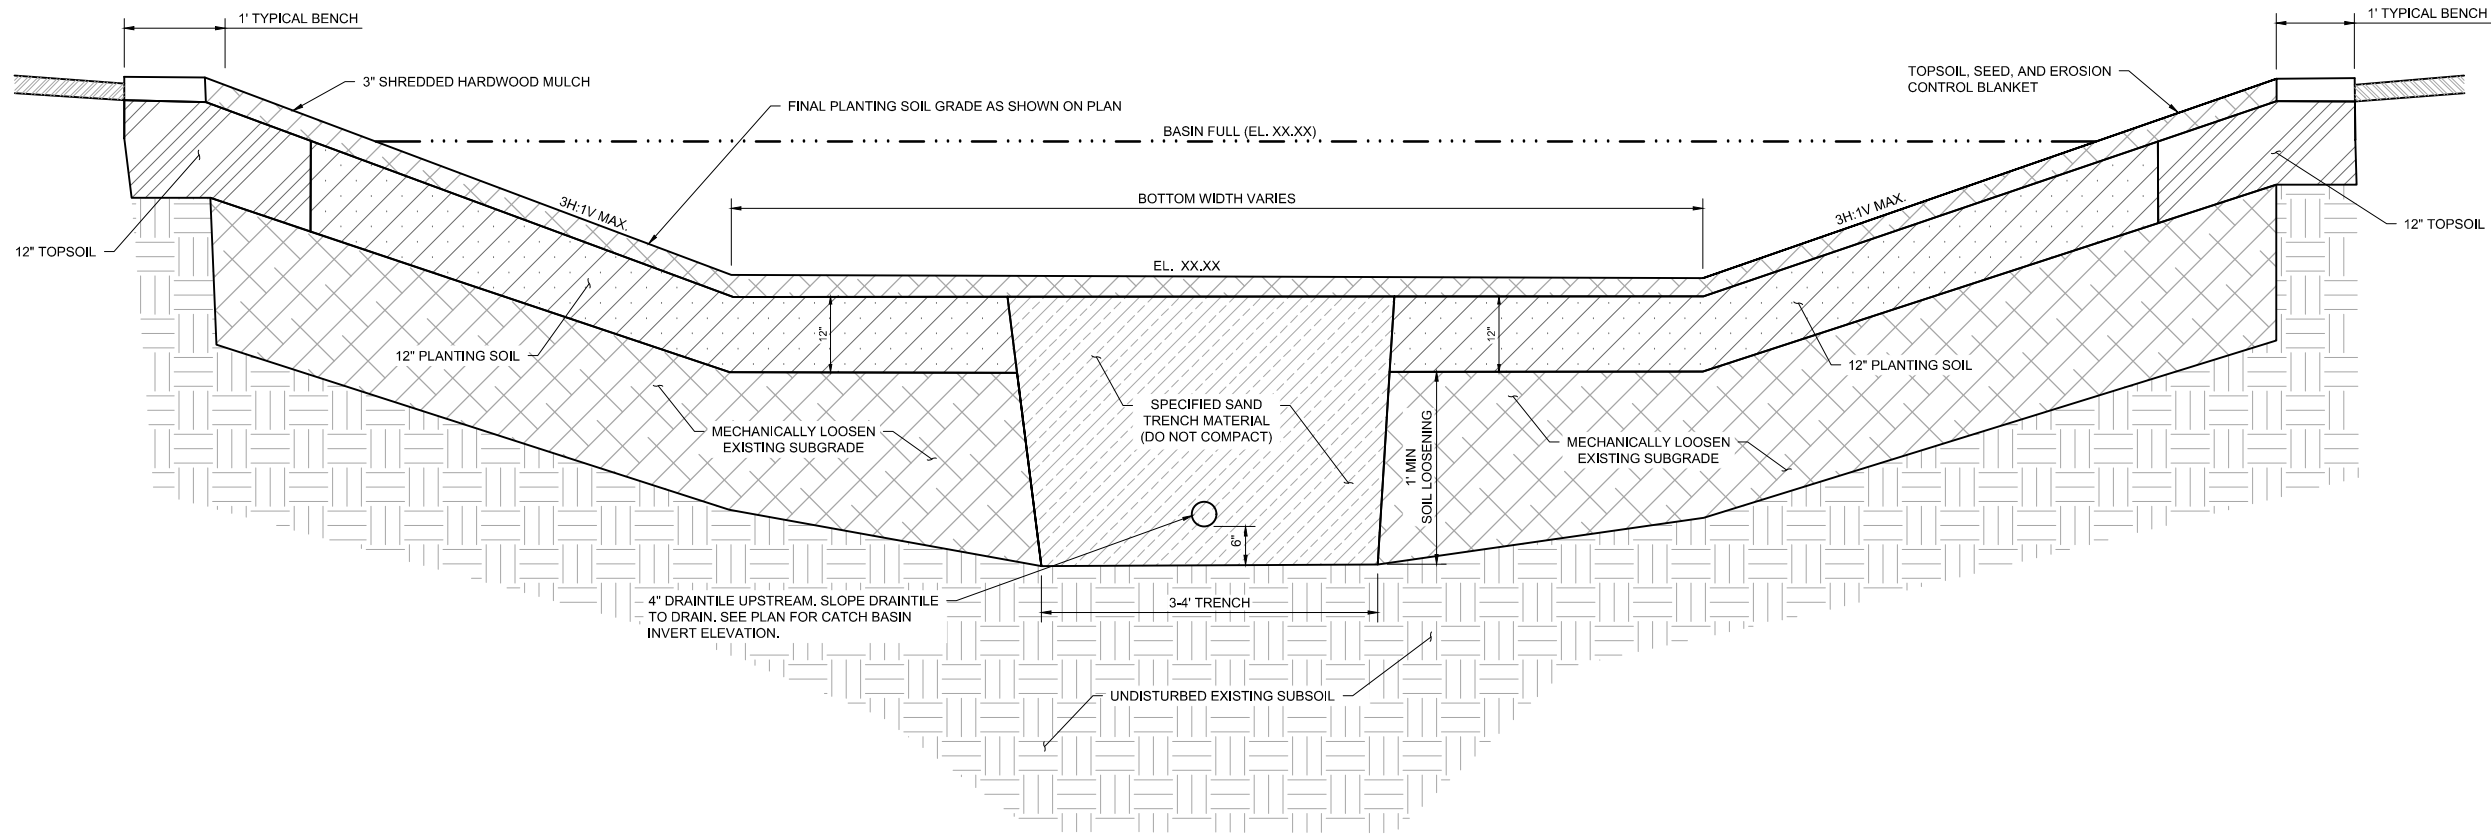 1' TYPICAL BENCH
1' TYPICAL BENCH
3" SHREDDED HARDWOOD MULCH
TOPSOIL, SEED, AND EROSION
CONTROL BLANKET
FINAL PLANTING SOIL GRADE AS SHOWN ON PLAN
BASIN FULL (EL. XX.XX)
BOTTOM WIDTH VARIES
3H:1V MAX.
3H:1V MAX.
12" TOPSOIL
12" TOPSOIL
EL. XX.XX
12"
12"
12" PLANTING SOIL
12" PLANTING SOIL
SPECIFIED SAND
TRENCH MATERIAL
(DO NOT COMPACT)
MECHANICALLY LOOSEN
EXISTING SUBGRADE
1' MIN
SOIL LOOSENING
MECHANICALLY LOOSEN
EXISTING SUBGRADE
6"
4" DRAINTILE UPSTREAM. SLOPE DRAINTILE
TO DRAIN. SEE PLAN FOR CATCH BASIN
INVERT ELEVATION.
3-4' TRENCH
UNDISTURBED EXISTING SUBSOIL